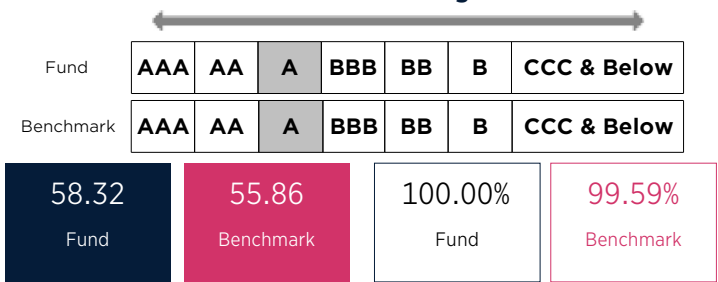 Fund AAA AA A BBB BB B CCC & Below
Benchmark AAA AA A BBB BB B CCC & Below
58.32 55.86 100.00% 99.59%
Fund Benchmark Fund Benchmark